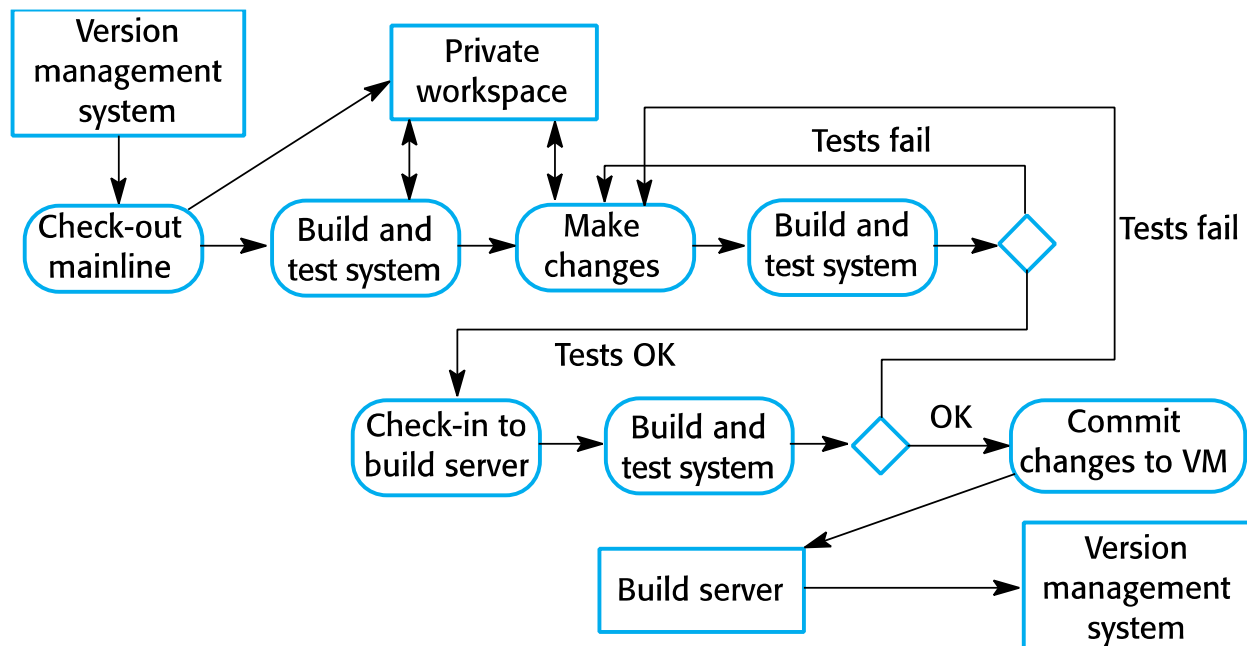 Version
management
system
Private
workspace
Tests fail
Check-out
mainline
Build and
test system
Make
changes
Build and
test system
Tests fail
Tests OK
Check-in to
build server
Build and
test system
OK
Commit
changes to VM
Build server
Version
management
system